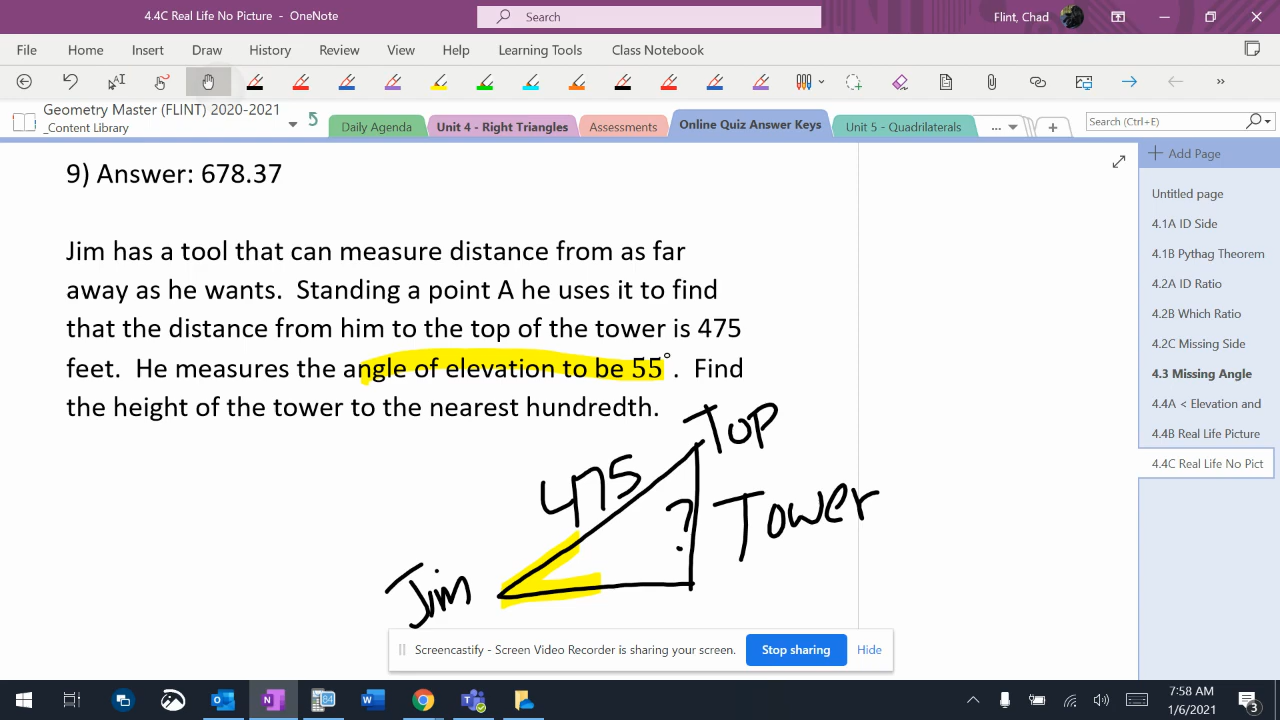 4.4C Real Life No Picture - OneNote
Search
Flint, Chad
File Home Insert Draw History Review View Help Learning Tools Class Notebook
Geometry Master (FLINT) 2020-2021
_Content Library
Daily Agenda Unit 4 - Right Triangles Assessments Online Quiz Answer Keys Unit 5 - Quadrilaterals ... Search (Ctrl+E)
Add Page
Untitled page
4.1A ID Side
4.1B Pythag Theorem
4.2A ID Ratio
4.2B Which Ratio
4.2C Missing Side
4.3 Missing Angle
4.4A < Elevation and
4.4B Real Life Picture
4.4C Real Life No Pict
9) Answer: 678.37
Jim has a tool that can measure distance from as far
away as he wants. Standing a point A he uses it to find
that the distance from him to the top of the tower is 475
feet. He measures the angle of elevation to be 55°. Find
the height of the tower to the nearest hundredth.
Top
475
? Tower
Jim
Screencastify - Screen Video Recorder is sharing your screen. Stop sharing Hide
7:58 AM
1/6/2021
3